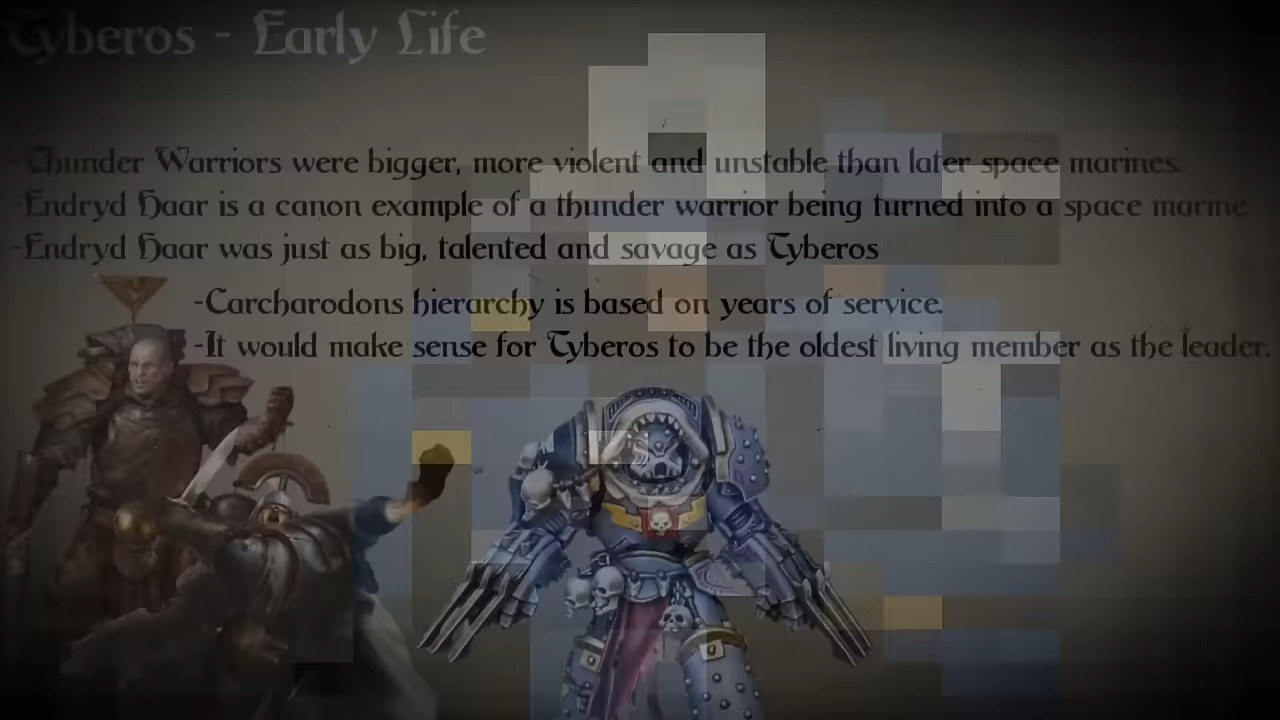 Tyberos - Early Life
-Thunder Warriors were bigger, more violent and unstable than later space marines.
-Endryd Haar is a canon example of a thunder warrior being turned into a space marine
-Endryd Haar was just as big, talented and savage as Tyberos
-Carcharodons hierarchy is based on years of service.
-It would make sense for Tyberos to be the oldest living member as the leader.